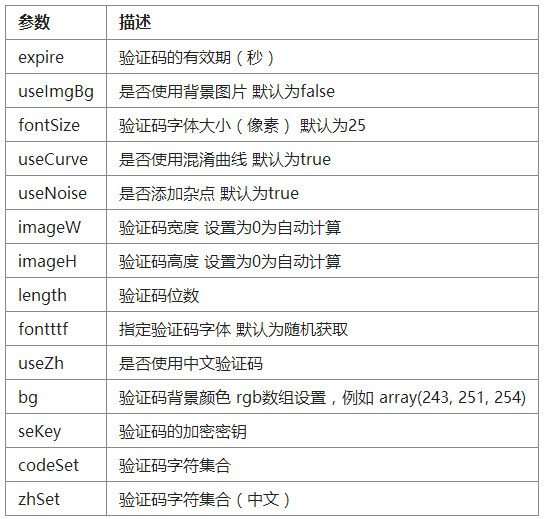 参数 描述
expire 验证码的有效期（秒）
useImgBg 是否使用背景图片 默认为false
fontSize 验证码字体大小（像素） 默认为25
useCurve 是否使用混淆曲线 默认为true
useNoise 是否添加杂点 默认为true
imageW 验证码宽度 设置为0为自动计算
imageH 验证码高度 设置为0为自动计算
length 验证码位数
fontttf 指定验证码字体 默认为随机获取
useZh 是否使用中文验证码
bg 验证码背景颜色 rgb数组设置，例如 array(243, 251, 254)
seKey 验证码的加密密钥
codeSet 验证码字符集合
zhSet 验证码字符集合（中文）